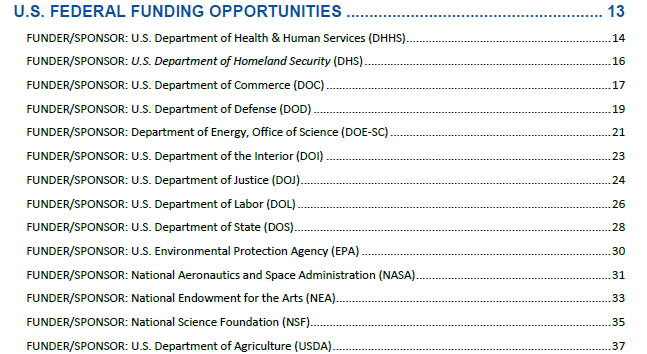 U.S. FEDERAL FUNDING OPPORTUNITIES ........................................................ 13
FUNDER/SPONSOR: U.S. Department of Health & Human Services (DHHS)........................................................14
FUNDER/SPONSOR: U.S. Department of Homeland Security (DHS)........................................................16
FUNDER/SPONSOR: U.S. Department of Commerce (DOC)........................................................17
FUNDER/SPONSOR: U.S. Department of Defense (DOD)........................................................19
FUNDER/SPONSOR: Department of Energy, Office of Science (DOE-SC)........................................................21
FUNDER/SPONSOR: U.S. Department of the Interior (DOI)........................................................23
FUNDER/SPONSOR: U.S. Department of Justice (DOJ)........................................................24
FUNDER/SPONSOR: U.S. Department of Labor (DOL)........................................................26
FUNDER/SPONSOR: U.S. Department of State (DOS)........................................................28
FUNDER/SPONSOR: U.S. Environmental Protection Agency (EPA)........................................................30
FUNDER/SPONSOR: National Aeronautics and Space Administration (NASA)........................................................31
FUNDER/SPONSOR: National Endowment for the Arts (NEA)........................................................33
FUNDER/SPONSOR: National Science Foundation (NSF)........................................................35
FUNDER/SPONSOR: U.S. Department of Agriculture (USDA)........................................................37